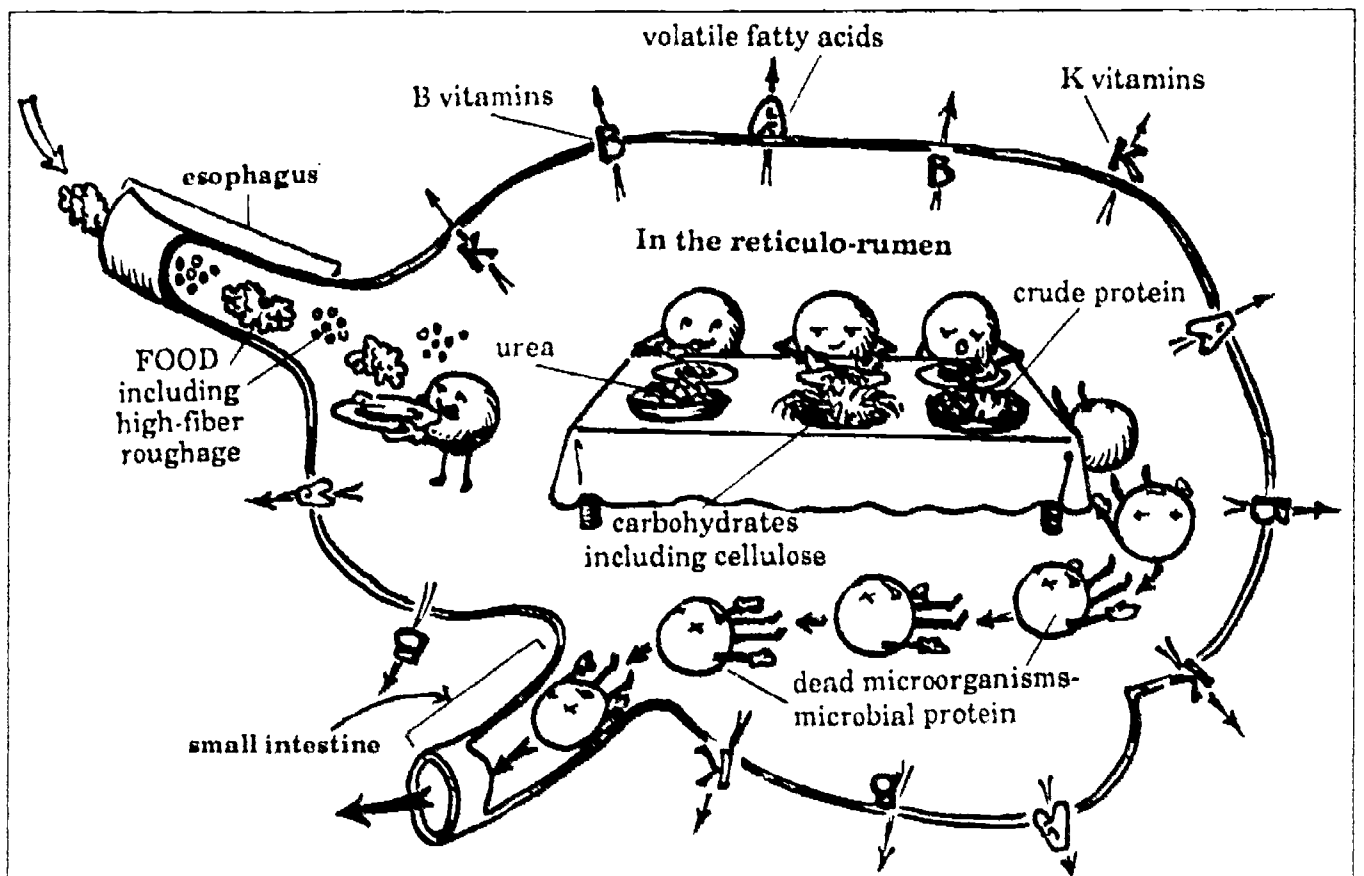 volatile fatty acids
B vitamins
K vitamins
esophagus
B
B
K
K
In the reticulo-rumen
crude protein
urea
FOOD
including
high-fiber
roughage
carbohydrates
including cellulose
dead microorganisms-
microbial protein
small intestine